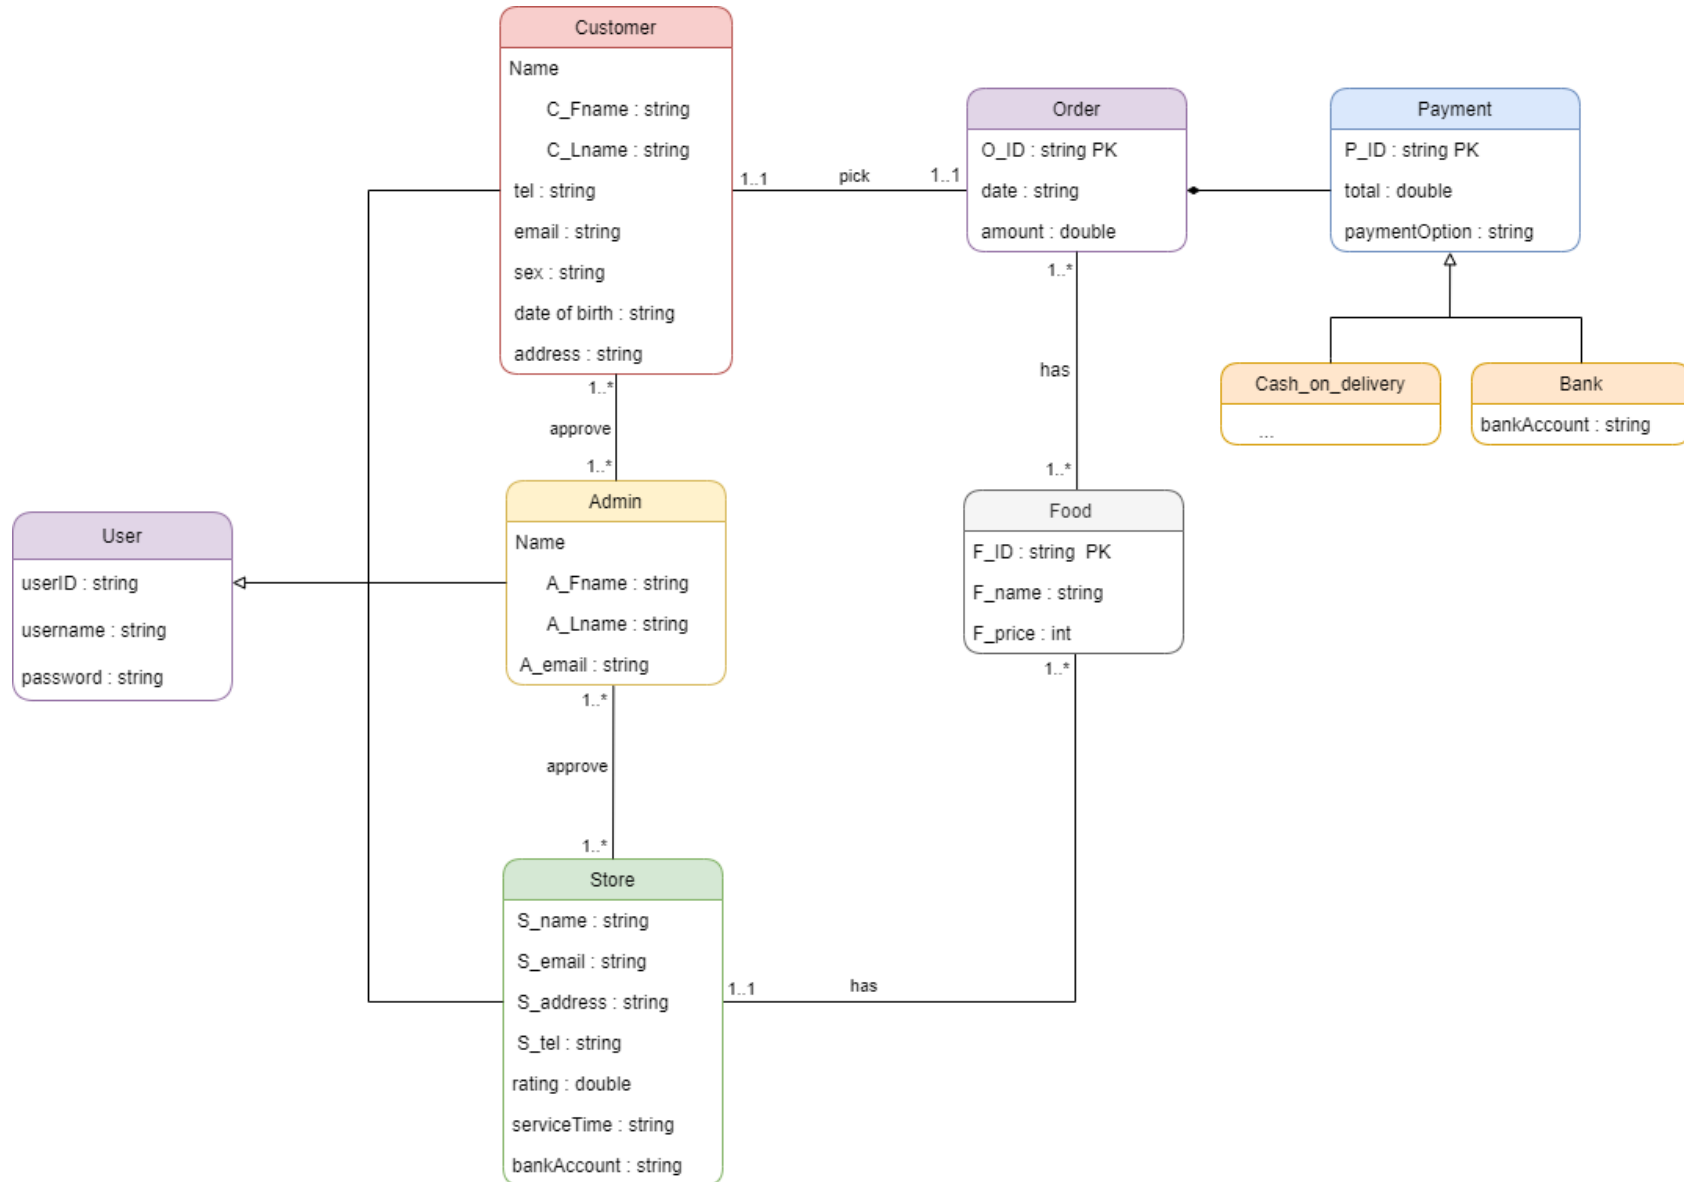 Customer
Name
C_Fname : string
C_Lname : string
tel : string
email : string
sex : string
date of birth : string
address : string
1..1
pick
1..1
Order
O_ID : string PK
date : string
amount : double
Payment
P_ID : string PK
total : double
paymentOption : string
1..*
has
1..*
Cash_on_delivery
...
Bank
bankAccount : string
1..*
approve
1..*
Admin
Name
A_Fname : string
A_Lname : string
A_email : string
User
userID : string
username : string
password : string
Food
F_ID : string PK
F_name : string
F_price : int
1..*
1..*
approve
1..*
Store
S_name : string
S_email : string
S_address : string
S_tel : string
rating : double
serviceTime : string
bankAccount : string
1..1
has